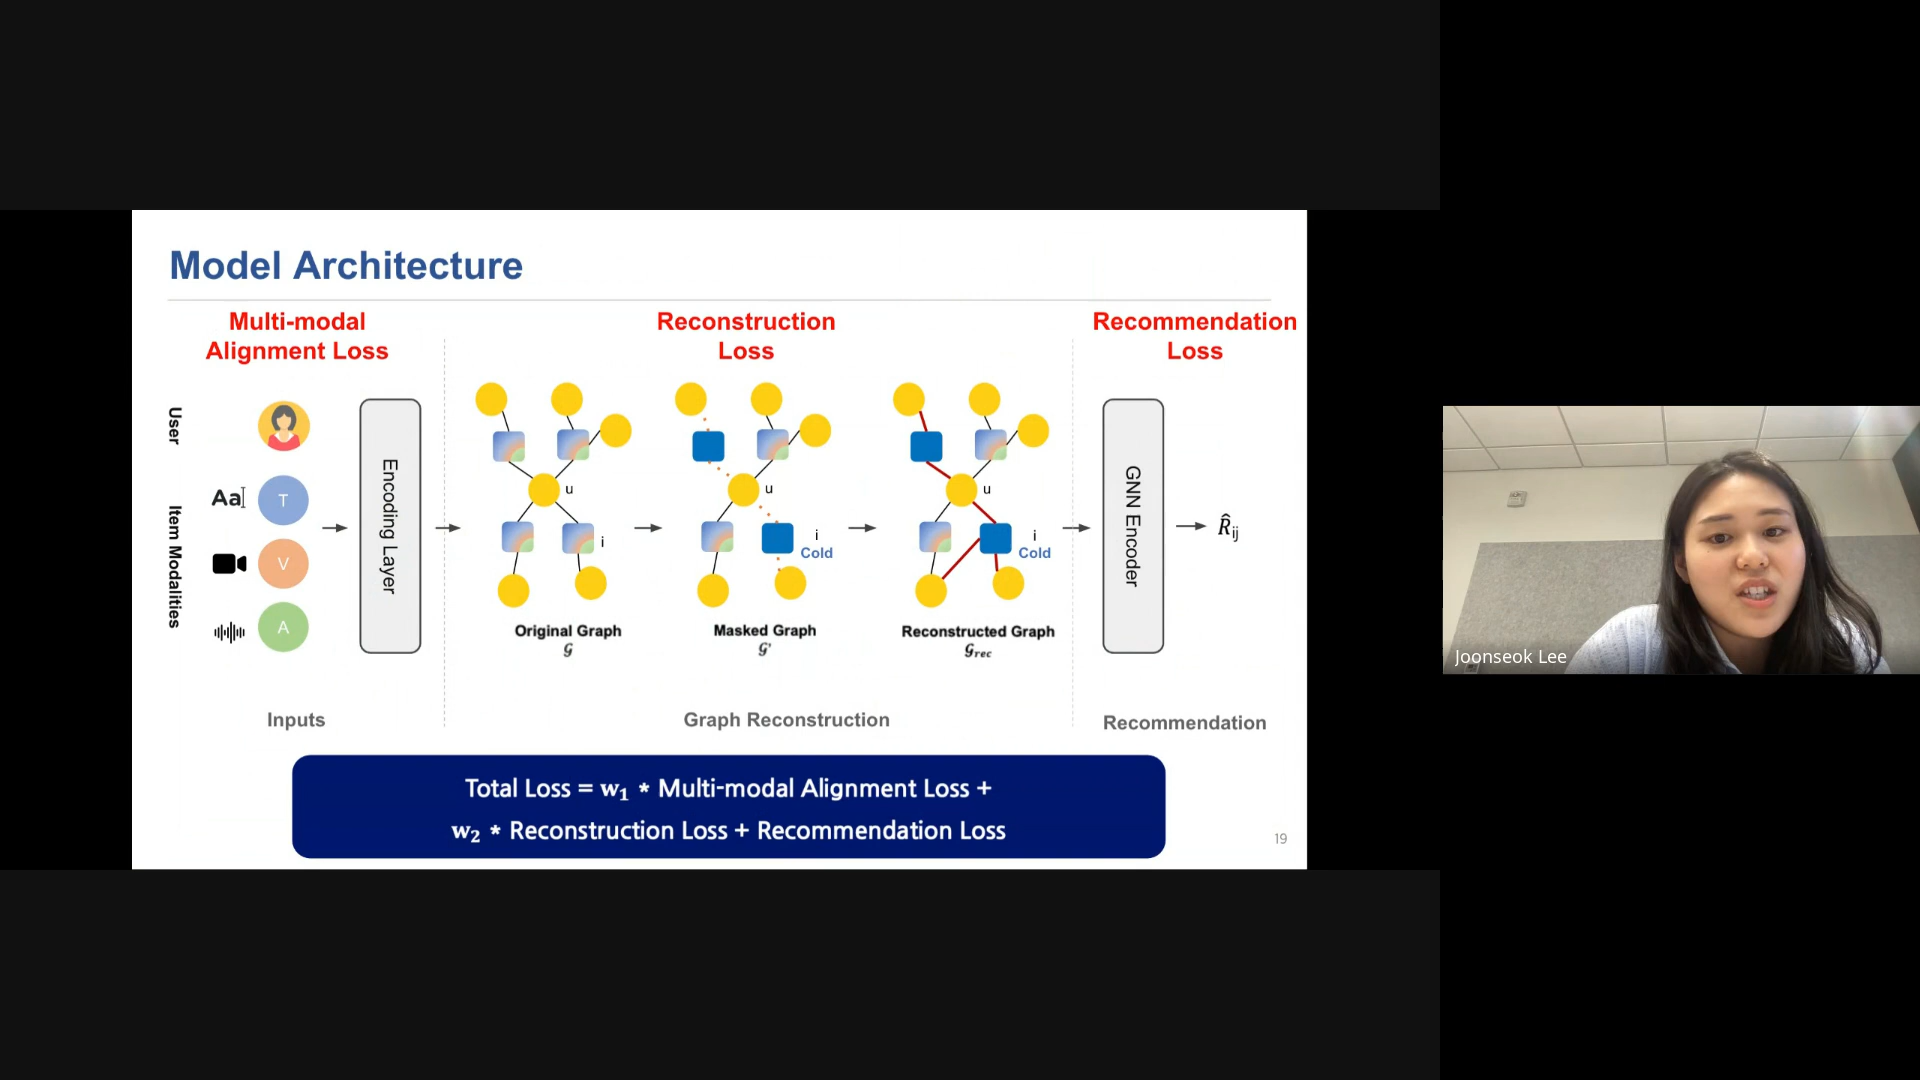 Model Architecture
Multi-modal
Alignment Loss
Reconstruction
Loss
Recommendation
Loss
User
Item Modalities
Aa
T
V
A
Encoding Layer
u
i
Original Graph
𝒢
u
i
Cold
Masked Graph
𝒢'
u
i
Cold
Reconstructed Graph
𝒢rec
GNN Encoder
R̂ij
Inputs
Graph Reconstruction
Recommendation
Total Loss = w₁ * Multi-modal Alignment Loss +
w₂ * Reconstruction Loss + Recommendation Loss
19
Joonseok Lee